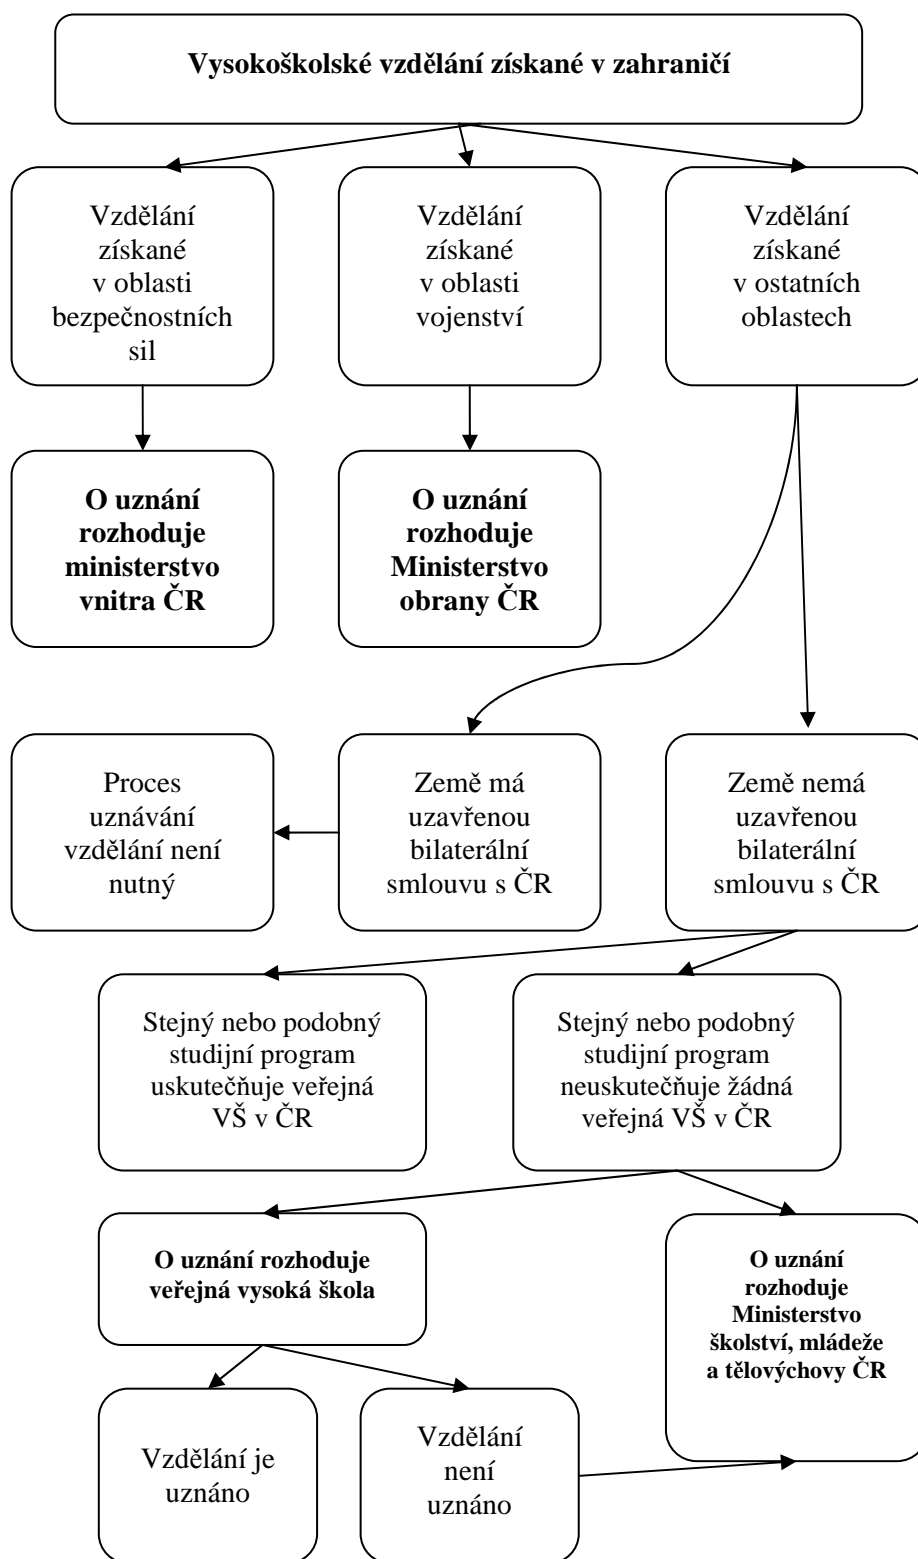 Vysokoškolské vzdělání získané v zahraničí
Vzdělání
získané
v oblasti
bezpečnostních
sil
Vzdělání
získané
v oblasti
vojenství
Vzdělání
získané
v ostatních
oblastech
O uznání
rozhoduje
ministerstvo
vnitra ČR
O uznání
rozhoduje
Ministerstvo
obrany ČR
Proces
uznávání
vzdělání není
nutný
Země má
uzavřenou
bilaterální
smlouvu s ČR
Země nemá
uzavřenou
bilaterální
smlouvu s ČR
Stejný nebo podobný
studijní program
uskutečňuje veřejná
VŠ v ČR
Stejný nebo podobný
studijní program
neuskutečňuje žádná
veřejná VŠ v ČR
O uznání rozhoduje
veřejná vysoká škola
O uznání
rozhoduje
Ministerstvo
školství, mládeže
a tělovýchovy ČR
Vzdělání je
uznáno
Vzdělání
není
uznáno